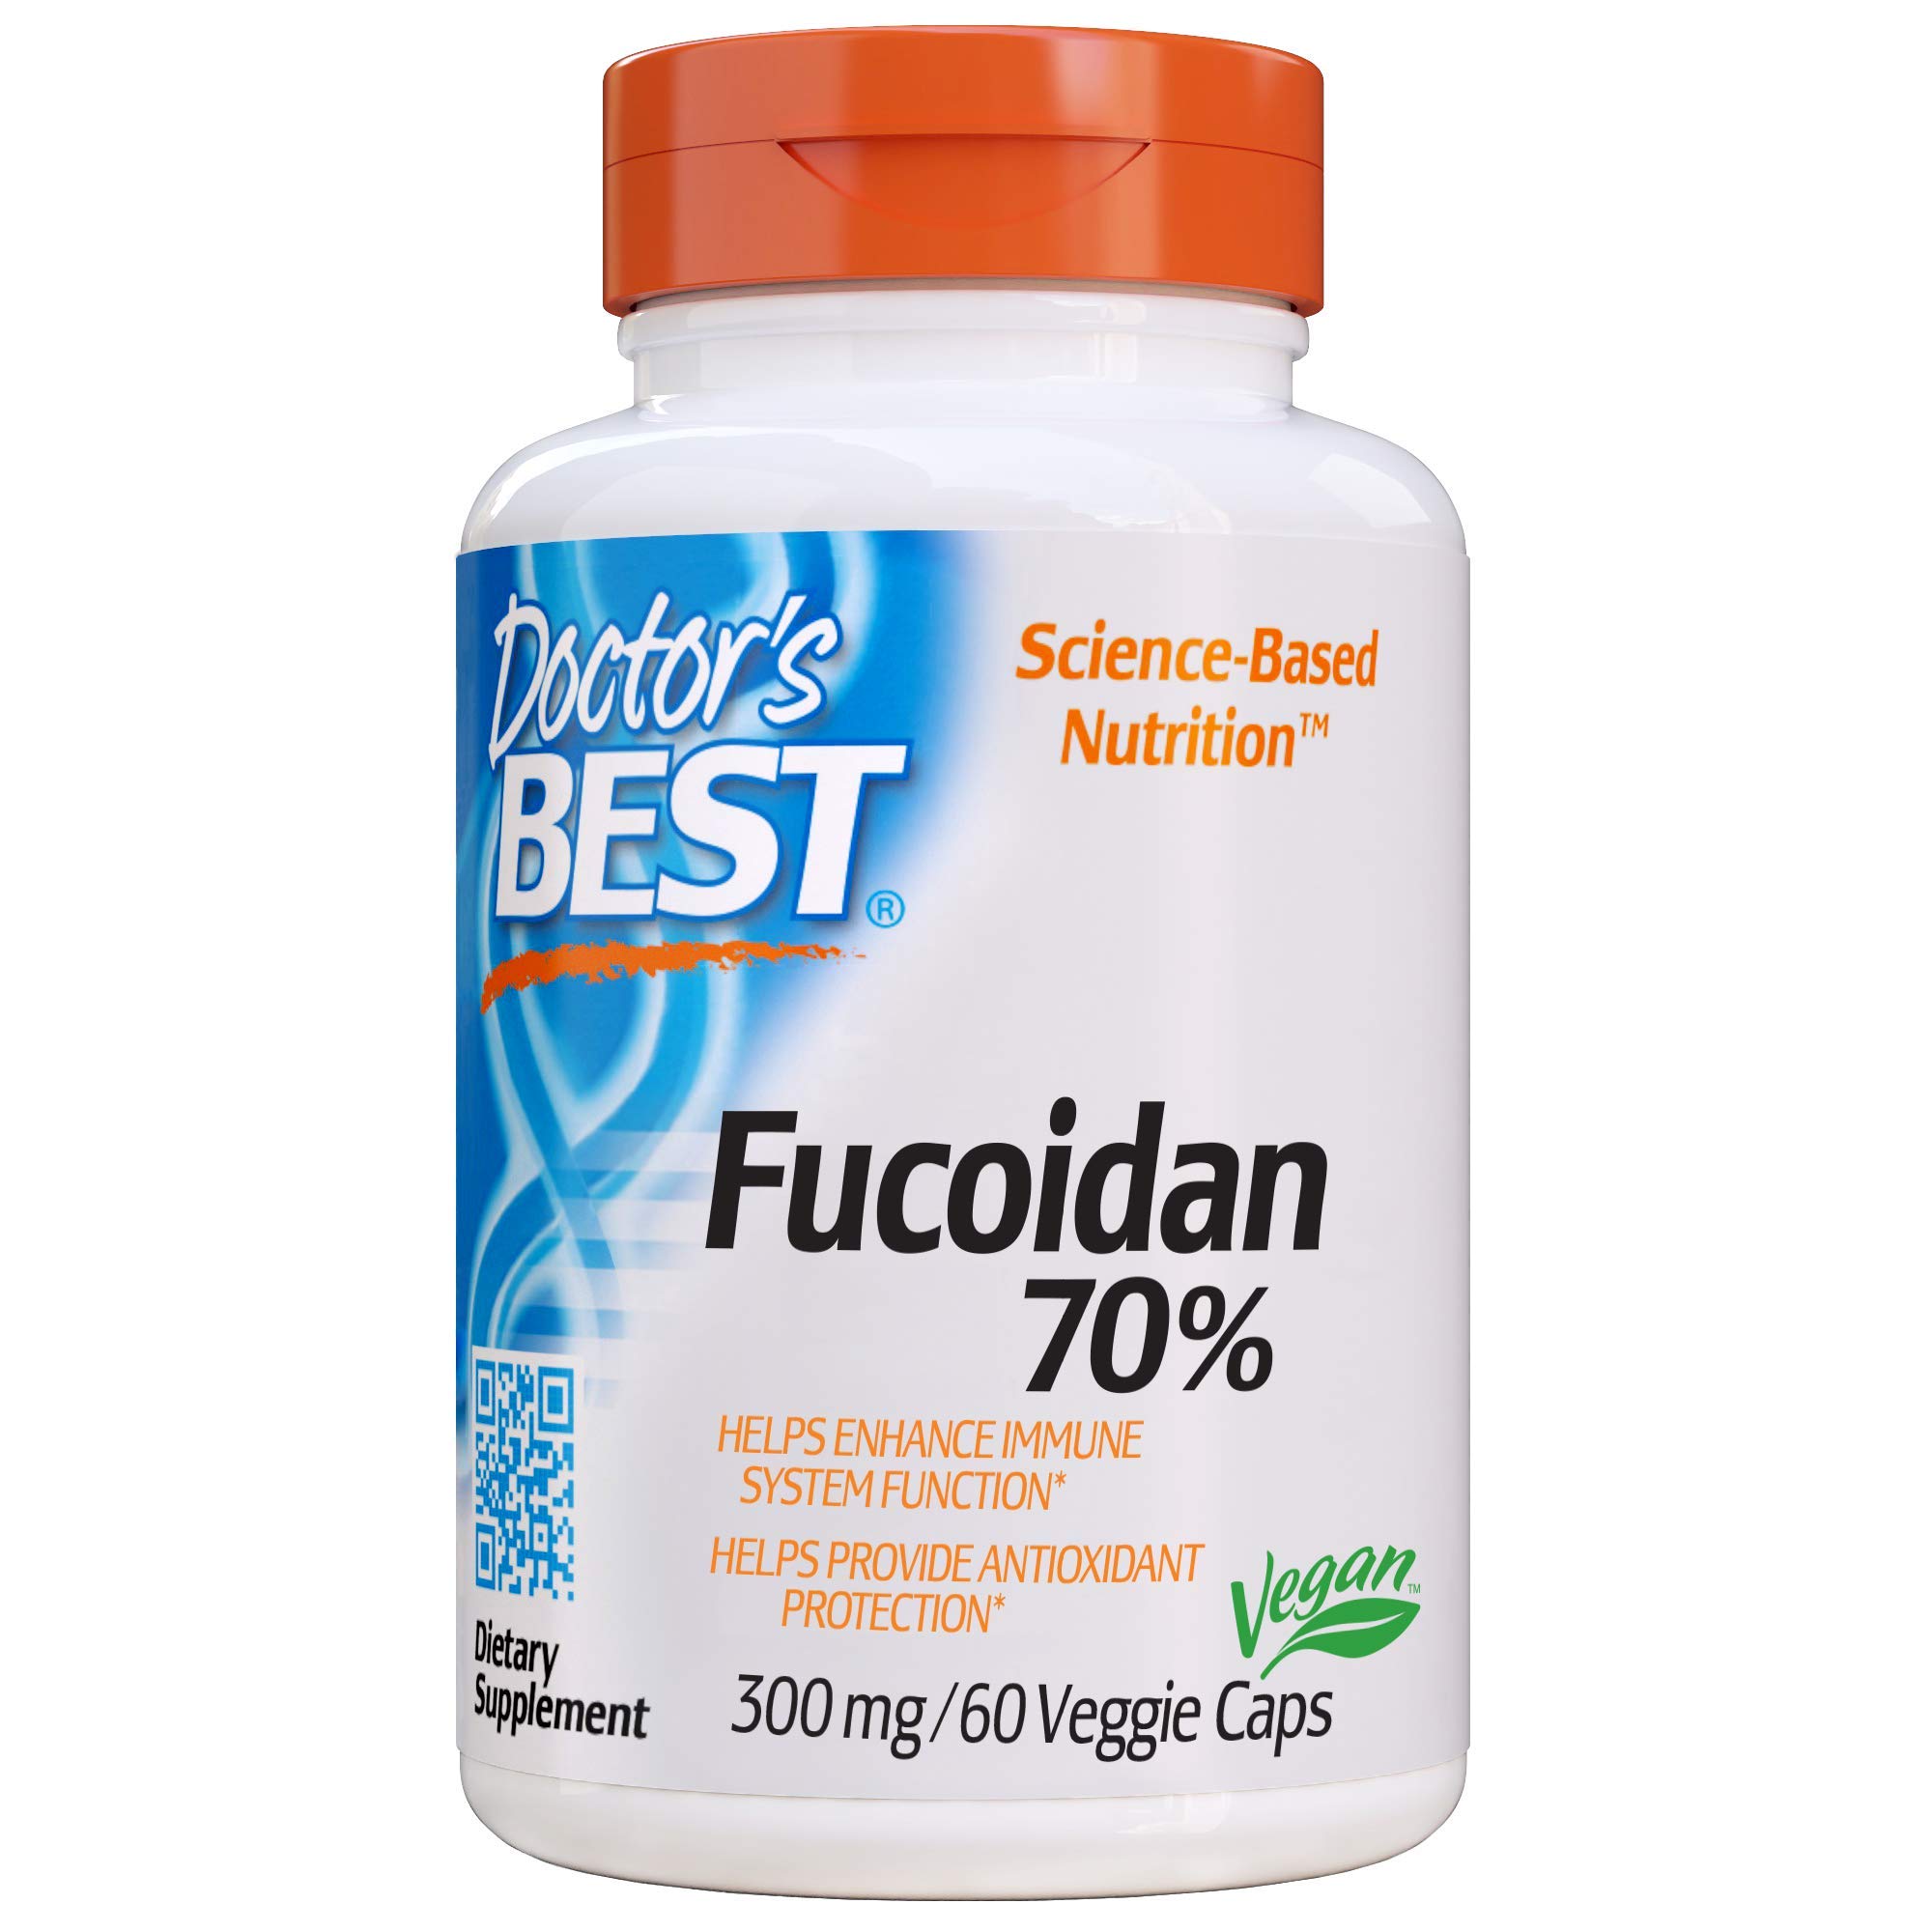 Doctor's
BEST®
Science-Based
Nutrition™
Fucoidan
70%
HELPS ENHANCE IMMUNE
SYSTEM FUNCTION*
HELPS PROVIDE ANTIOXIDANT
PROTECTION*
Vegan™
Dietary
Supplement
300 mg/60 Veggie Caps